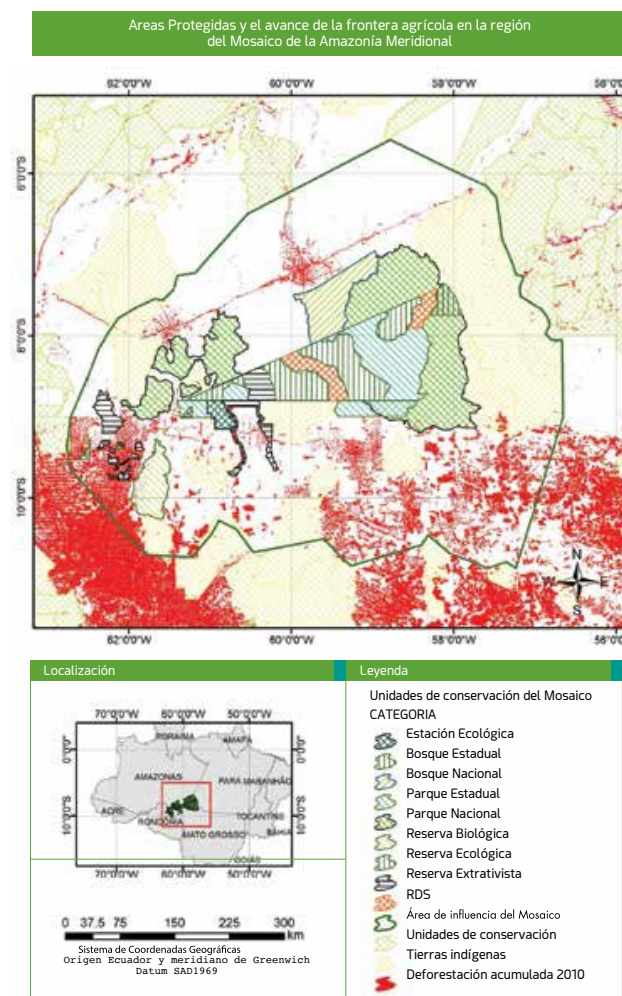 Areas Protegidas y el avance de la frontera agrícola en la región
del Mosaico de la Amazonía Meridional
62°0'0"W 60°0'0"W 58°0'0"W 56°0'
6°0'0"S
8°0'0"S
10°0'0"S
N
W E
S
62°0'0"W 60°0'0"W 58°0'0"W 56°0'
Localización
70°0'0"W 60°0'0"W 50°0'0"W
0°0'0"
10°0'0"S
RORAIMA
AMAPA
AMAZONAS
PARA
MARANHÃO
ACRE
RONDÔNIA
TOCANTINS
MATO GROSSO
BAHIA
GOIÁS
0°0'0"
10°0'0"S
70°0'0"W 60°0'0"W 50°0'0"W
0 37.5 75 150 225 300
km
Sistema de Coordenadas Geográficas
Origen Ecuador y meridiano de Greenwich
Datum SAD1969
Leyenda
Unidades de conservación del Mosaico
CATEGORIA
Estación Ecológica
Bosque Estadual
Bosque Nacional
Parque Estadual
Parque Nacional
Reserva Biológica
Reserva Ecológica
Reserva Extrativista
RDS
Área de influencia del Mosaico
Unidades de conservación
Tierras indígenas
Deforestación acumulada 2010